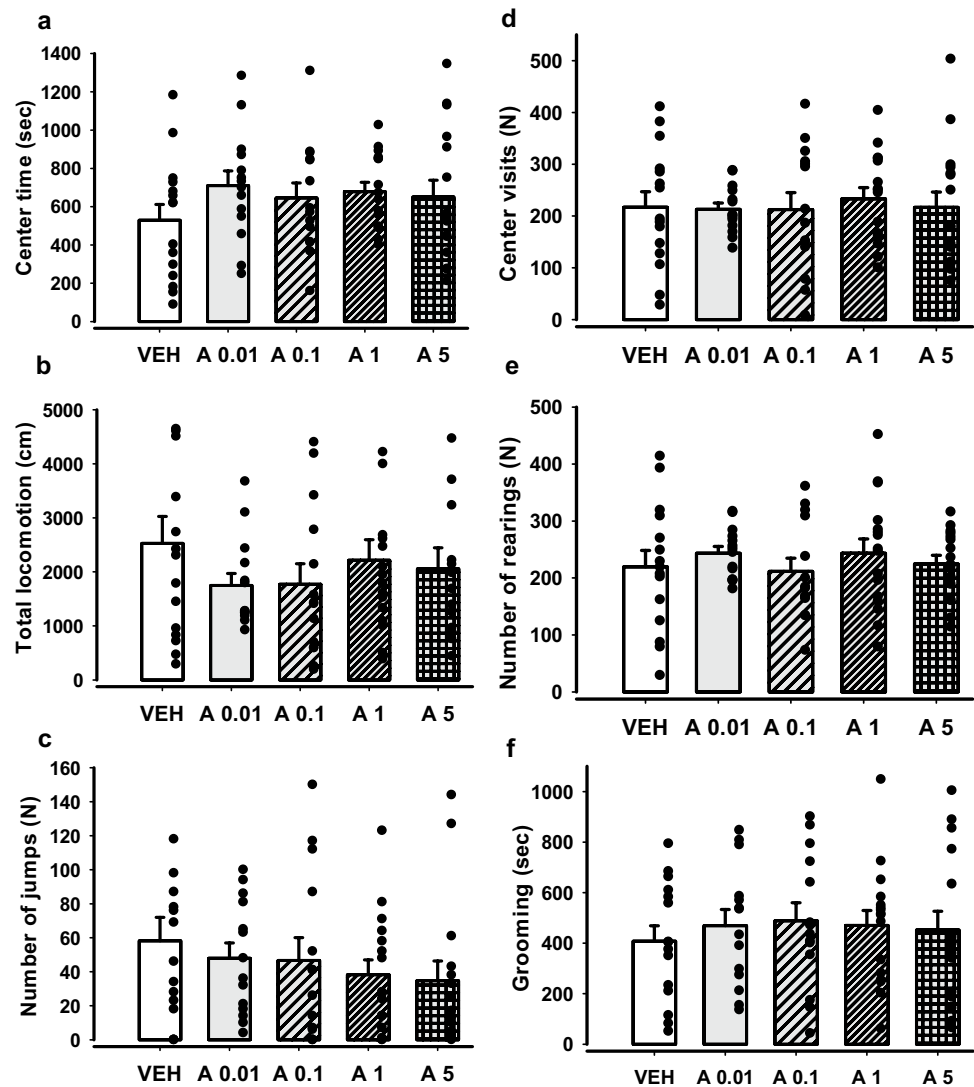 a
Center time (sec)
1400
1200
1000
800
600
400
200
0
VEH A 0.01 A 0.1 A 1 A 5
b
Total locomotion (cm)
5000
4000
3000
2000
1000
0
VEH A 0.01 A 0.1 A 1 A 5
c
Number of jumps (N)
160
140
120
100
80
60
40
20
0
VEH A 0.01 A 0.1 A 1 A 5
d
Center visits (N)
500
400
300
200
100
0
VEH A 0.01 A 0.1 A 1 A 5
e
Number of rearings (N)
500
400
300
200
100
0
VEH A 0.01 A 0.1 A 1 A 5
f
Grooming (sec)
1000
800
600
400
200
0
VEH A 0.01 A 0.1 A 1 A 5